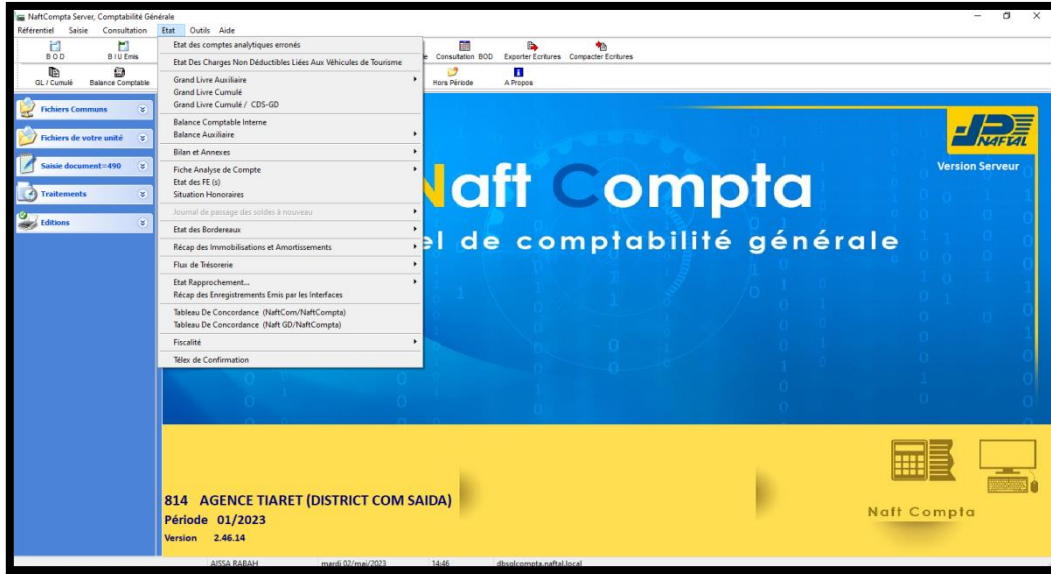 NaftCompta Server, Comptabilité Générale
Référentiel Saisie Consultation Etat Outils Aide
B O D B I U Emis Consultation BOD Exporter Ecritures Compacter Ecritures
GL / Cumulé Balance Comptable Hors Période A Propos
Fichiers Communs
Fichiers de votre unité
Saisie document=490
Traitements
Editions
Etat des comptes analytiques erronés
Etat Des Charges Non Déductibles Liées Aux Véhicules de Tourisme
Grand Livre Auxiliaire
Grand Livre Cumulé
Grand Livre Cumulé / CDS-GD
Balance Comptable Interne
Balance Auxiliaire
Bilan et Annexes
Fiche Analyse de Compte
Etat des FE (s)
Situation Honoraires
Journal de passage des soldes à nouveau
Etat des Bordereaux
Récap des Immobilisations et Amortissements
Flux de Trésorerie
Etat Rapprochement...
Récap des Enregistrements Emis par les Interfaces
Tableau De Concordance (NaftCom/NaftCompta)
Tableau De Concordance (Naft GD/NaftCompta)
Fiscalité
Télex de Confirmation
NAFTAL
Version Serveur
Naft Compta
el de comptabilité générale
Naft Compta
814 AGENCE TIARET (DISTRICT COM SAIDA)
Période 01/2023
Version 2.46.14
AISSA RABAH mardi 02/mai/2023 14:46 dbsqlcompta.naftal.local